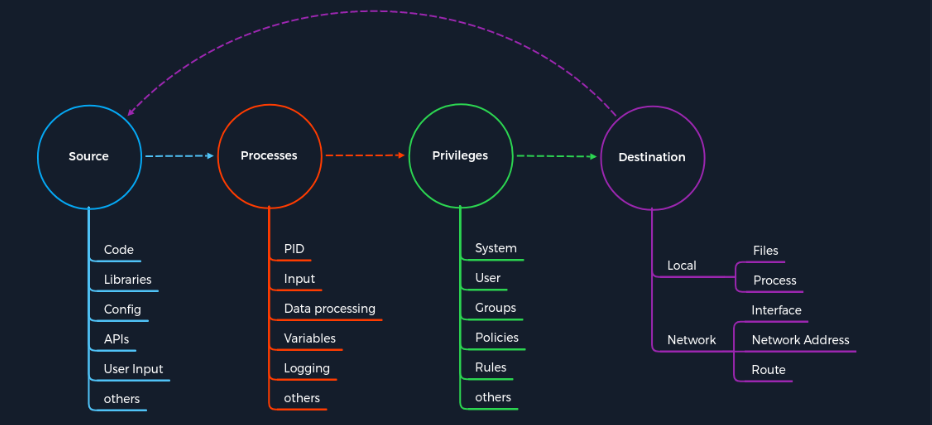 Source
Processes
Privileges
Destination
Code
Libraries
Config
APIs
User Input
others
PID
Input
Data processing
Variables
Logging
others
System
User
Groups
Policies
Rules
others
Local
Files
Process
Network
Interface
Network Address
Route